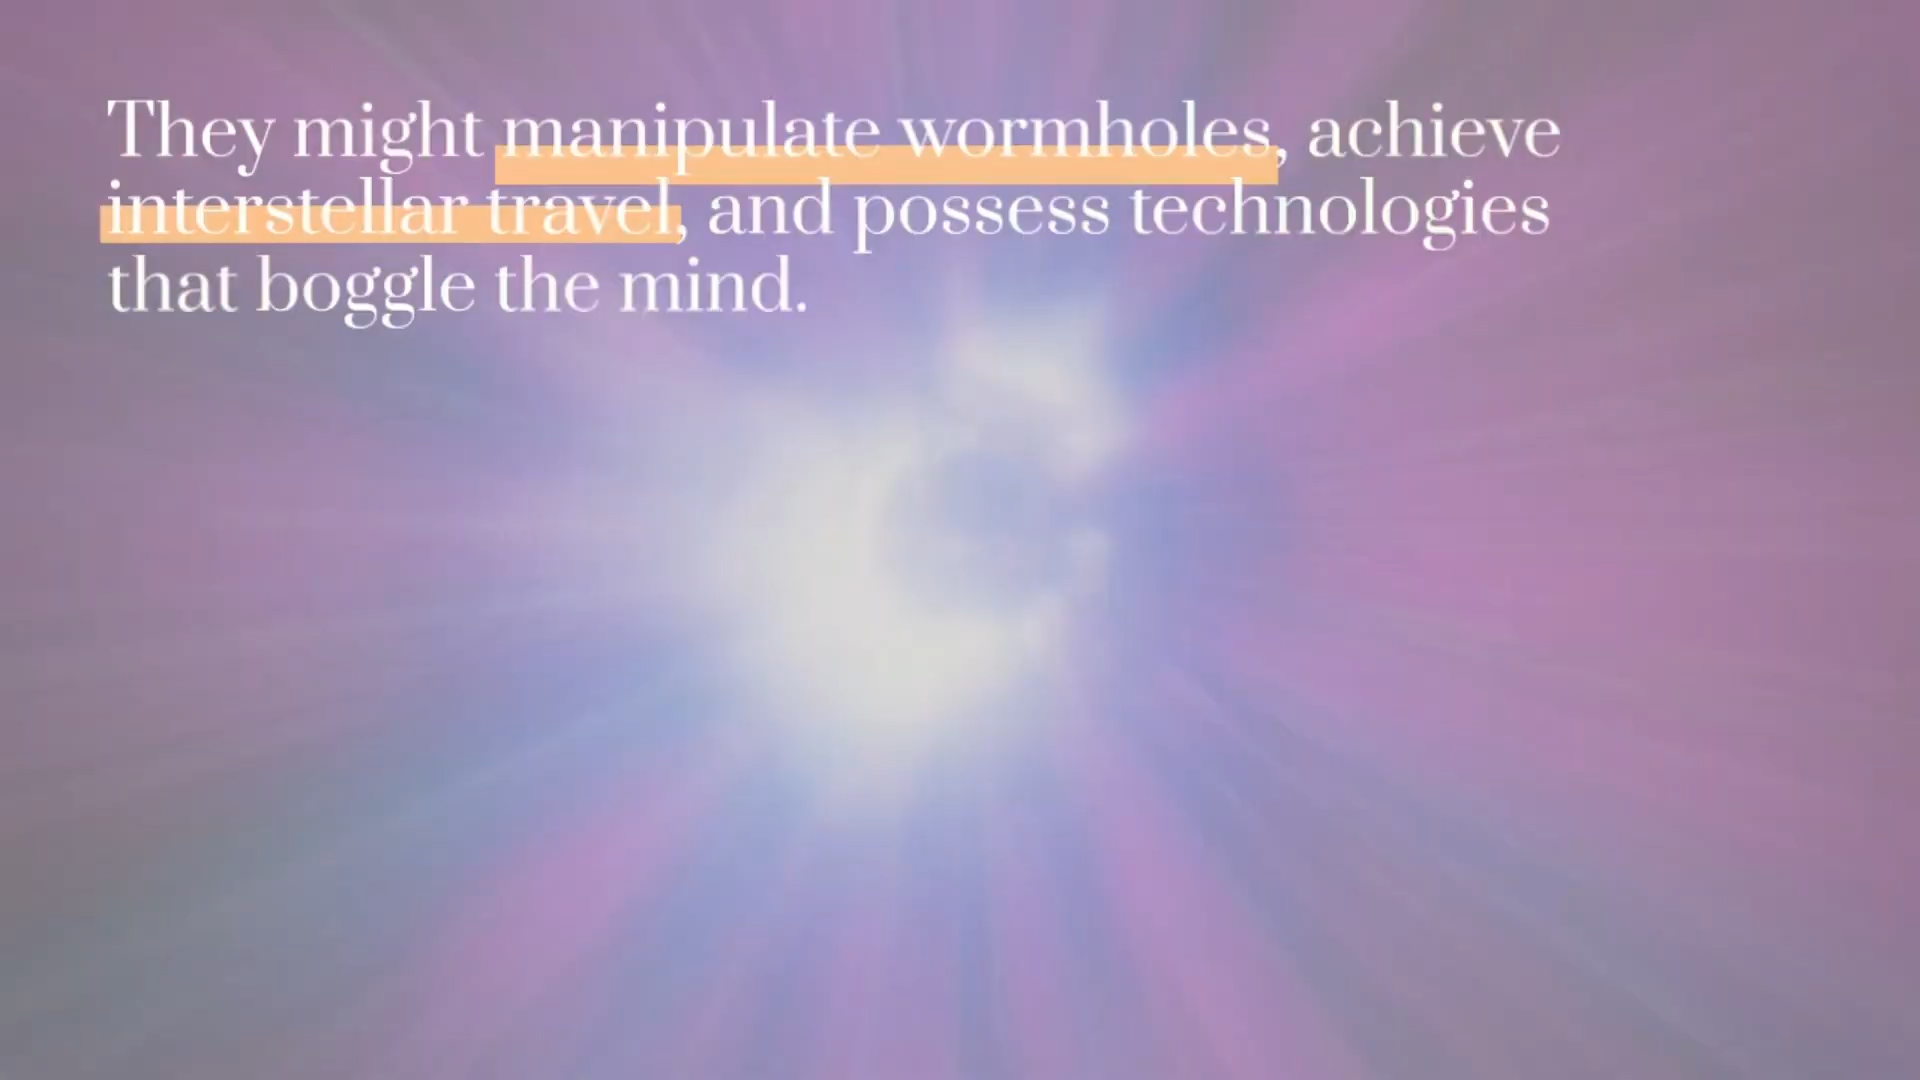 They might manipulate wormholes, achieve
interstellar travel, and possess technologies
that boggle the mind.